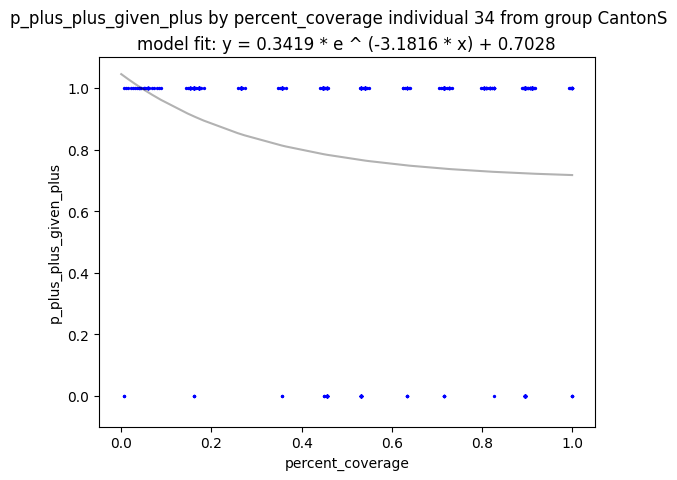 p_plus_plus_given_plus by percent_coverage individual 34 from group CantonS
model fit: y = 0.3419 * e ^ (-3.1816 * x) + 0.7028
1.0
0.8
0.6
0.4
0.2
0.0
p_plus_plus_given_plus
0.0 0.2 0.4 0.6 0.8 1.0
percent_coverage